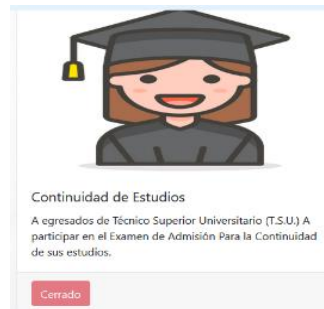 Continuidad de Estudios
A egresados de Técnico Superior Universitario (T.S.U.) A
participar en el Examen de Admisión Para la Continuidad
de sus estudios.
Cerrado